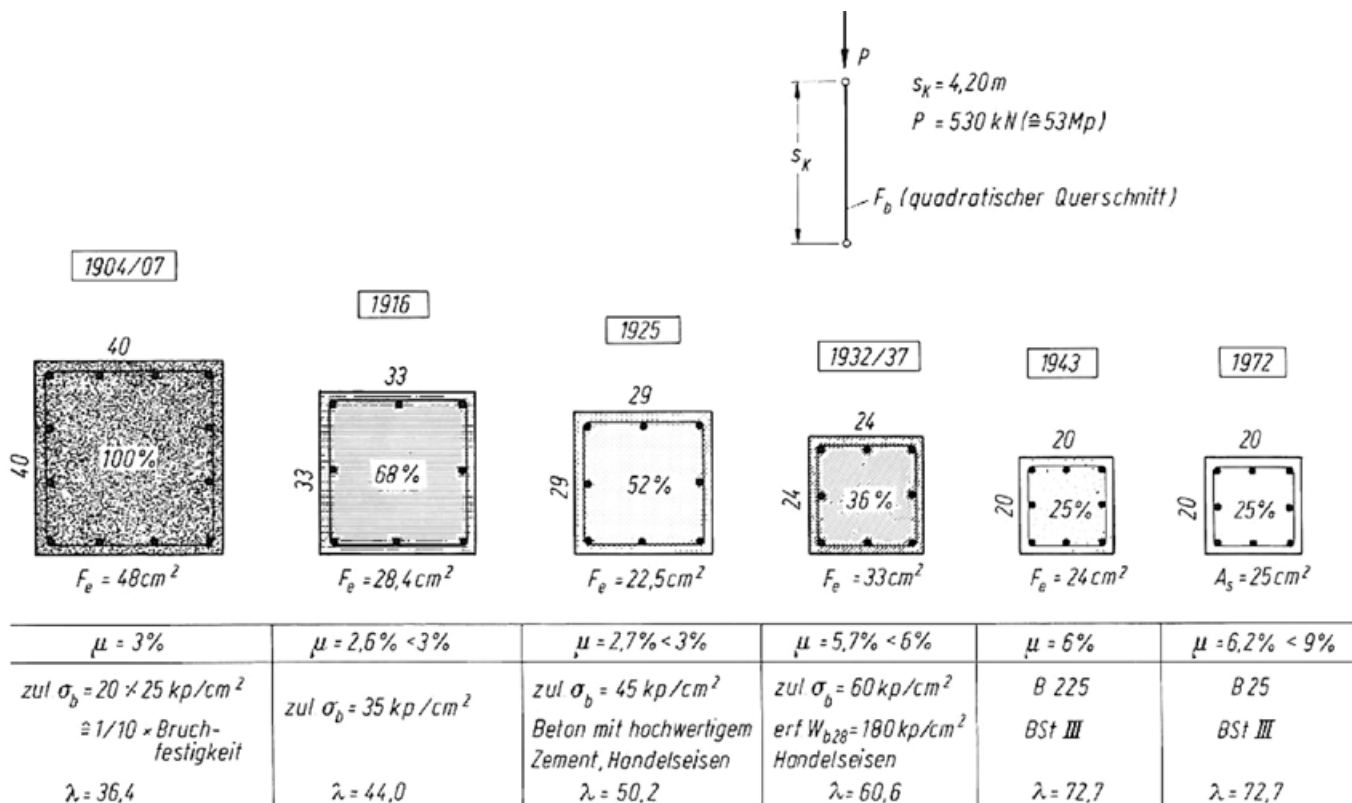 P
s_K = 4,20 m
P = 530 kN (≅ 53 Mp)
s_K
F_b (quadratischer Querschnitt)
1904/07
40
40
100%
F_e = 48 cm²
1916
33
33
68%
F_e = 28,4 cm²
1925
29
29
52%
F_e = 22,5 cm²
1932/37
24
24
36%
F_e = 33 cm²
1943
20
20
25%
F_e = 24 cm²
1972
20
20
25%
A_s = 25 cm²
μ = 3%
μ = 2,6% < 3%
μ = 2,7% < 3%
μ = 5,7% < 6%
μ = 6%
μ = 6,2% < 9%
zul σ_b = 20 ÷ 25 kp/cm²
≅ 1/10 × Bruch-
festigkeit
λ = 36,4
zul. σ_b = 35 kp/cm²
λ = 44,0
zul σ_b = 45 kp/cm²
Beton mit hochwertigem
Zement, Handelseisen
λ = 50,2
zul σ_b = 60 kp/cm²
erf W_b28 = 180 kp/cm²
Handelseisen
λ = 60,6
B 225
BSt III
λ = 72,7
B 25
BSt III
λ = 72,7